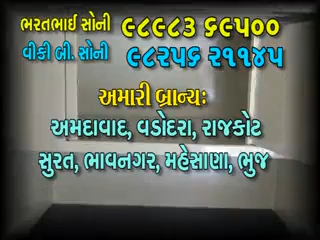 ભરતભાઈ સોની ૯૮૯૮૩ ૬૯૫૦૦
વીકી બી. સોની ૯૮૨૫૬ ૨૧૧૪૫
અમારી બ્રાન્ચઃ
અમદાવાદ, વડોદરા, રાજકોટ
સુરત, ભાવનગર, મહેસાણા, ભુજ